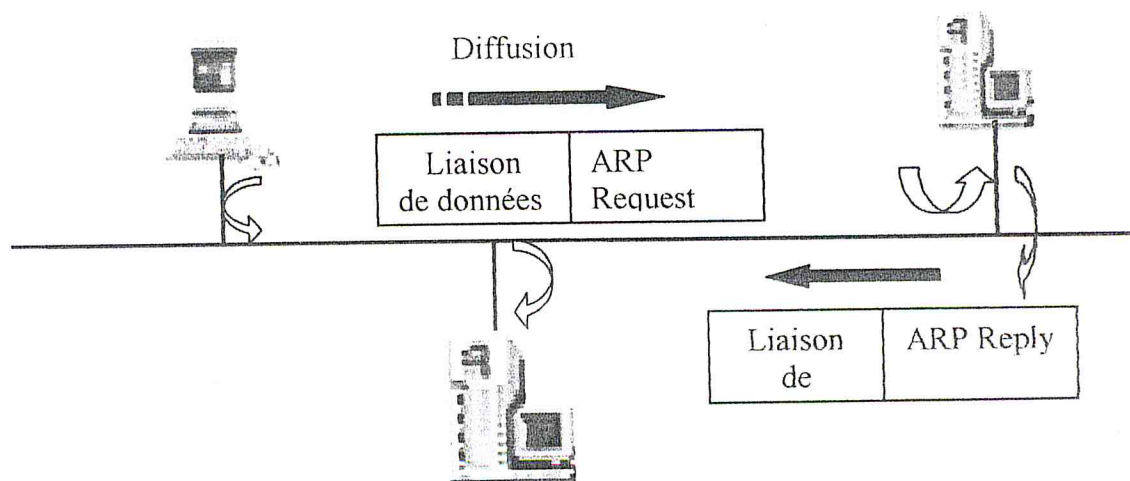 Diffusion
Liaison
de données
ARP
Request
Liaison
de
ARP Reply